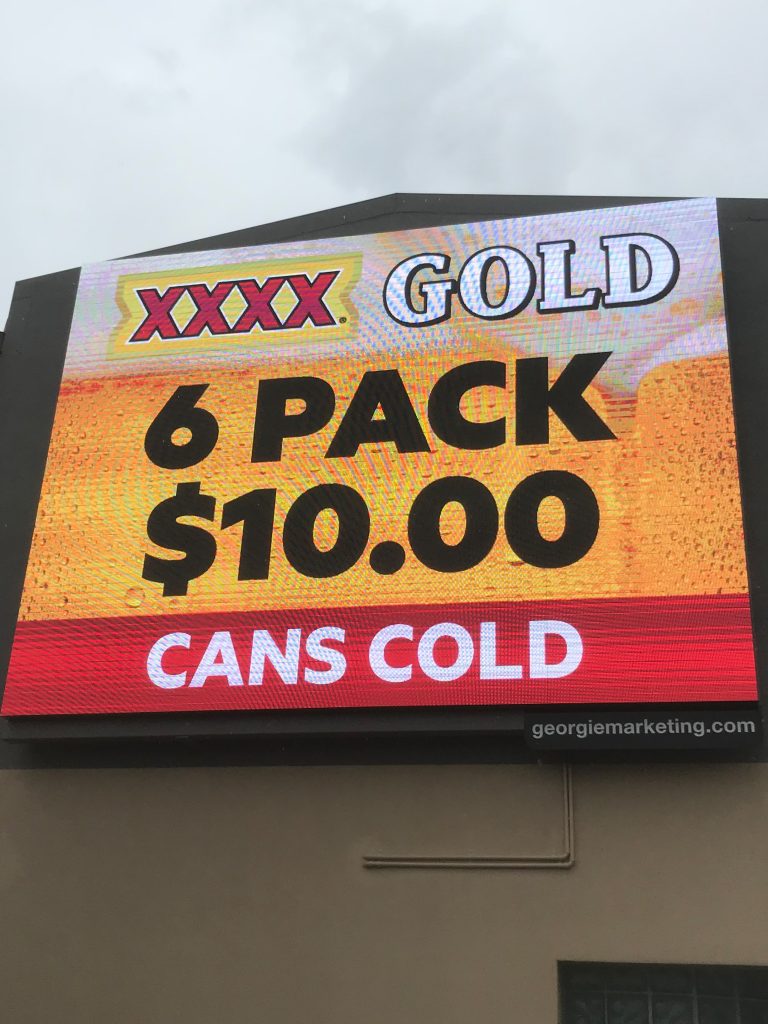 XXXX GOLD
6 PACK
$10.00
CANS COLD
georgiemarketing.com